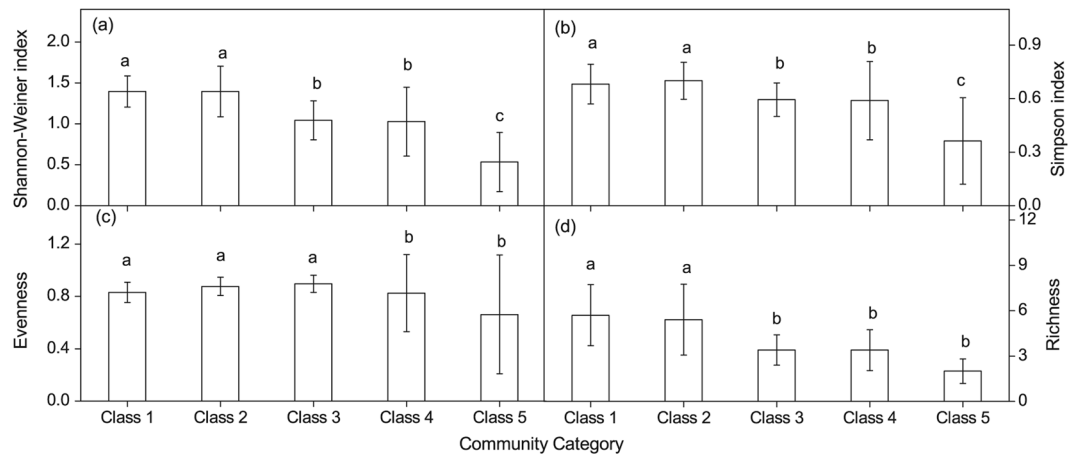 (a)
Shannon-Weiner index
2.0
1.5
1.0
0.5
0.0
a
a
b
b
c
(b)
Simpson index
0.9
0.6
0.3
0.0
a
a
b
b
c
(c)
Evenness
1.2
0.8
0.4
0.0
a
a
a
b
b
Class 1 Class 2 Class 3 Class 4 Class 5
(d)
Richness
12
9
6
3
0
a
a
b
b
b
Class 1 Class 2 Class 3 Class 4 Class 5
Community Category